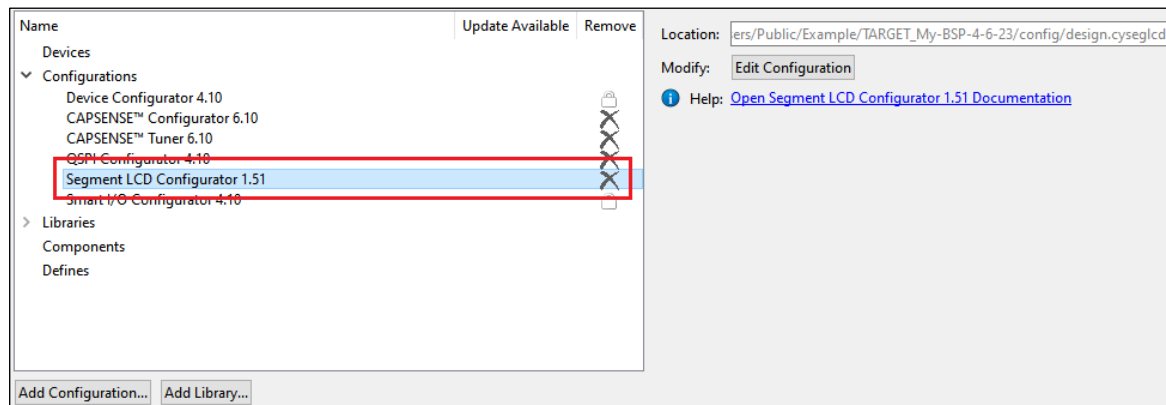 Name Update Available Remove
Devices
Configurations
Device Configurator 4.10
CAPSENSE™ Configurator 6.10
CAPSENSE™ Tuner 6.10
QSPI Configurator 4.10
Segment LCD Configurator 1.51
Smart I/O Configurator 4.10
Libraries
Components
Defines
Add Configuration... Add Library...
Location: ers/Public/Example/TARGET_My-BSP-4-6-23/config/design.cyseglcd
Modify: Edit Configuration
Help: Open Segment LCD Configurator 1.51 Documentation